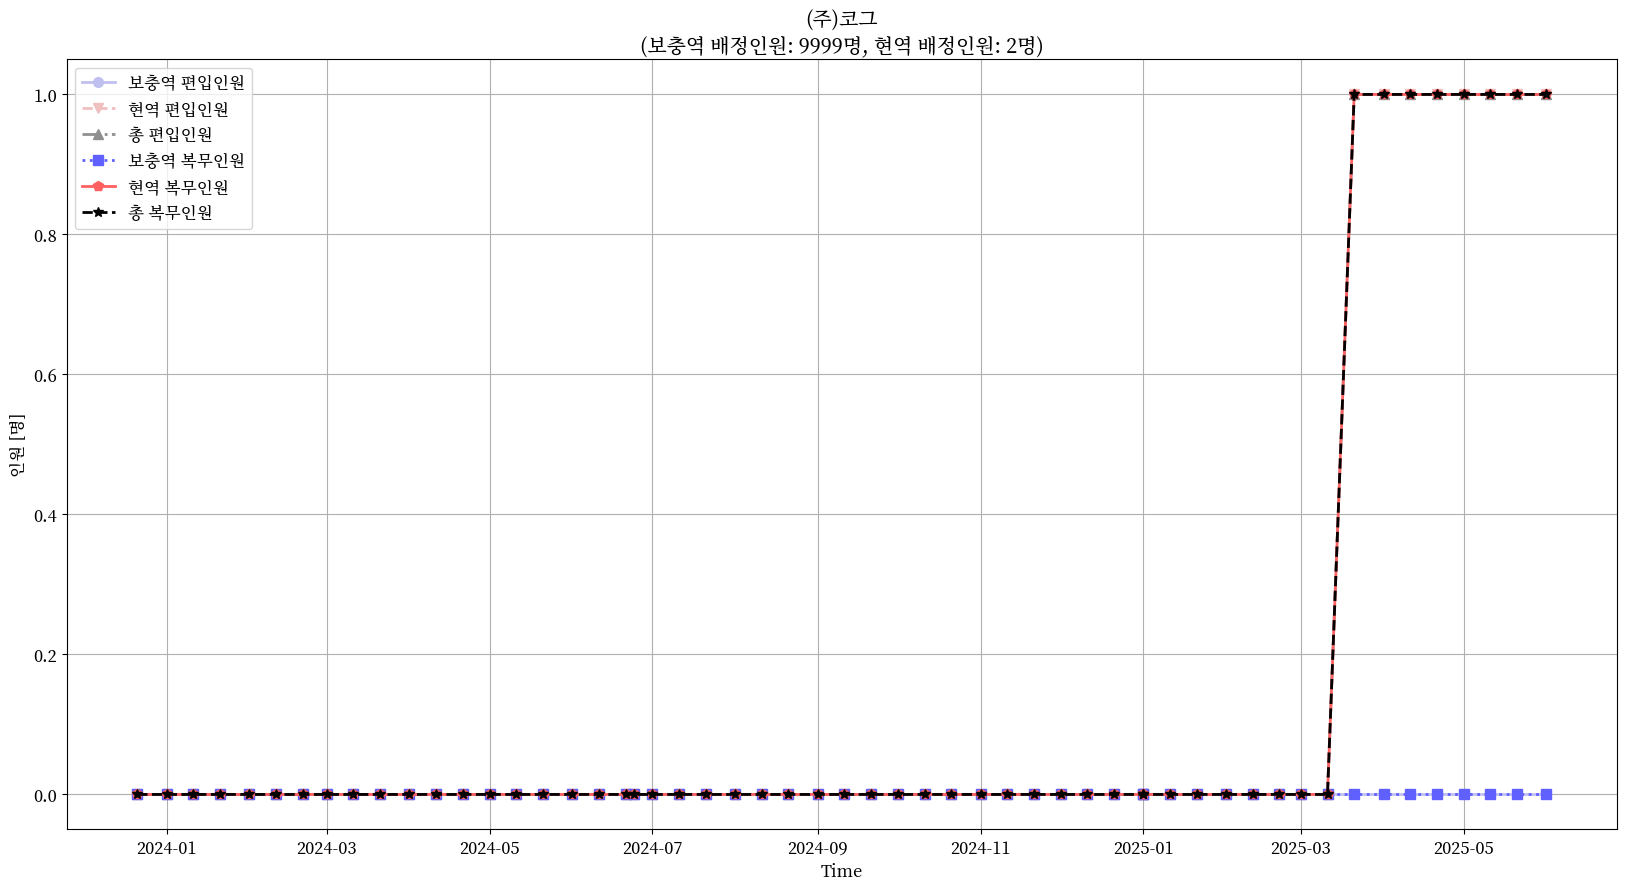 (주)코그
(보충역 배정인원: 9999명, 현역 배정인원: 2명)
보충역 편입인원
현역 편입인원
총 편입인원
보충역 복무인원
현역 복무인원
총 복무인원
인원 [명]
1.0
0.8
0.6
0.4
0.2
0.0
2024-01
2024-03
2024-05
2024-07
2024-09
2024-11
2025-01
2025-03
2025-05
Time